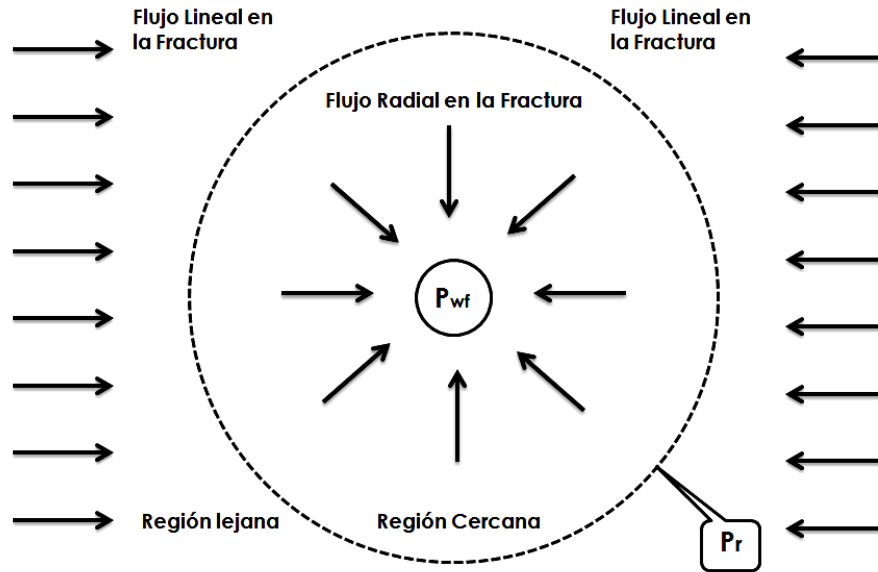 Flujo Lineal en
la Fractura
Flujo Lineal en
la Fractura
Flujo Radial en la Fractura
Pwf
Región lejana
Región Cercana
Pr